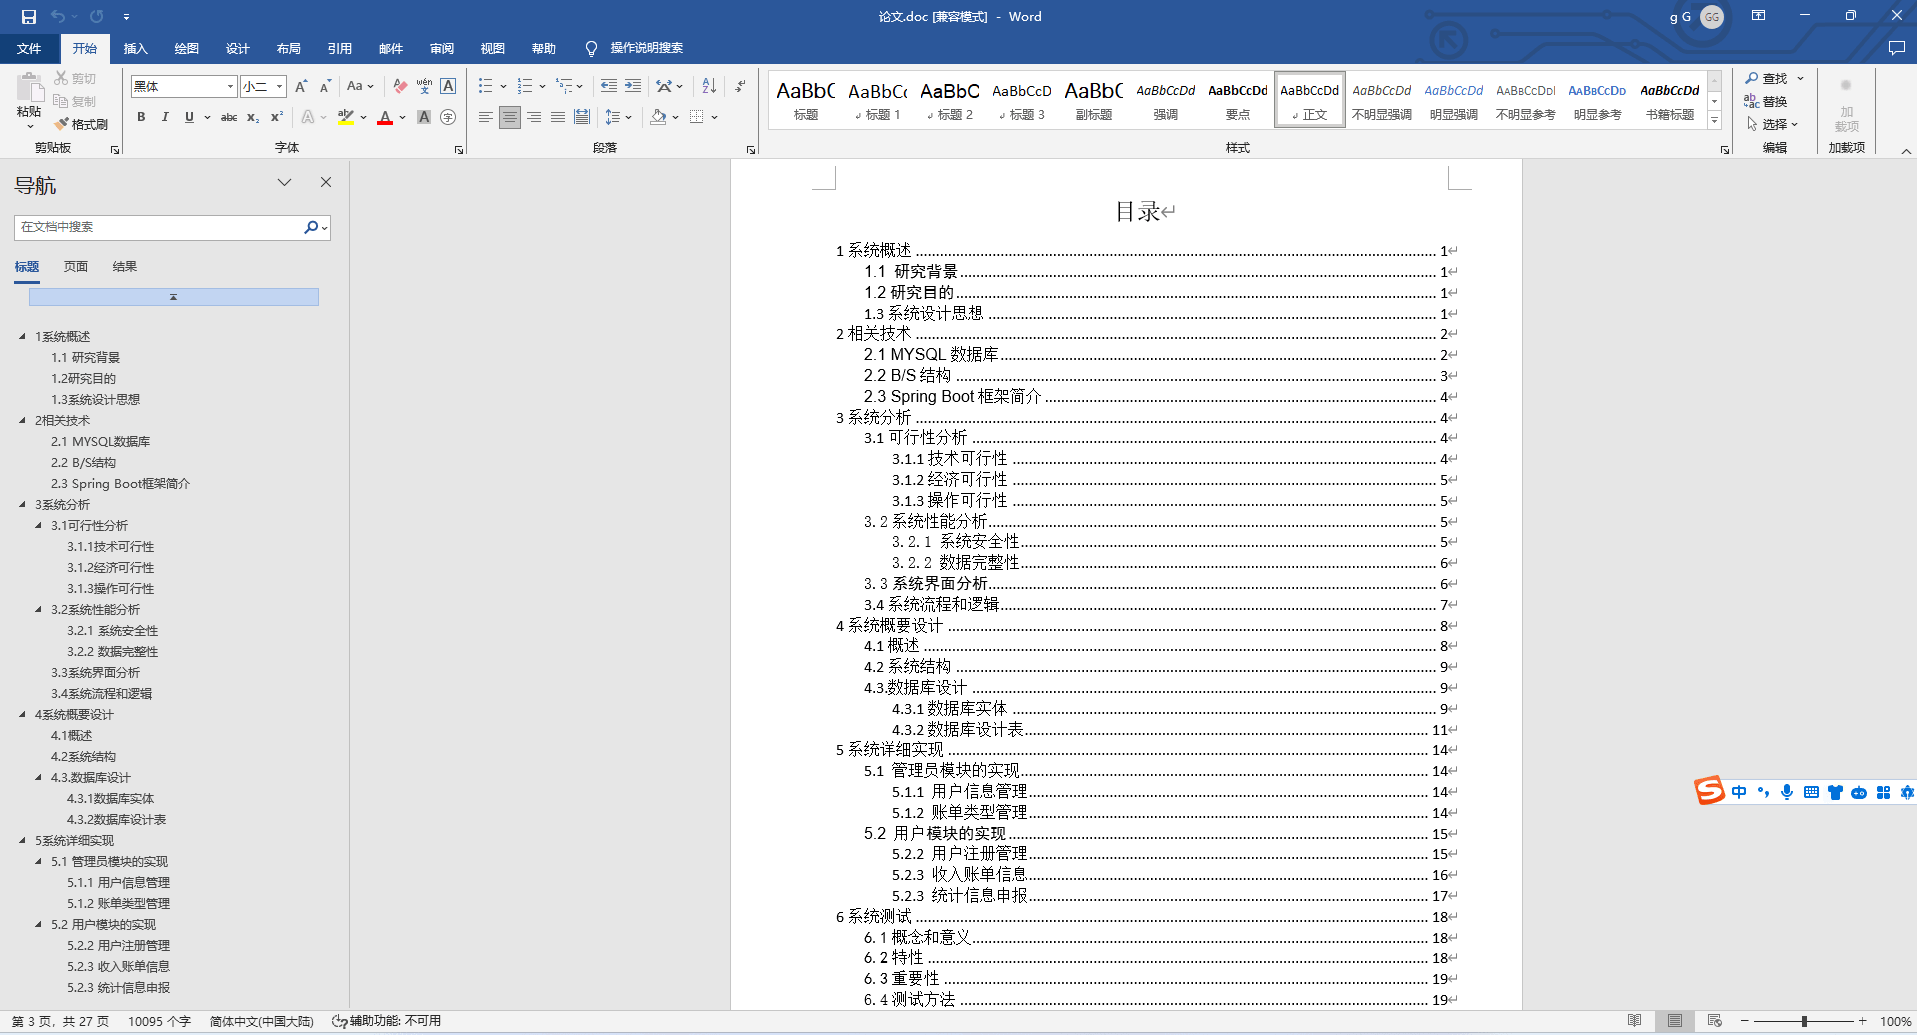 论文.doc [兼容模式] - Word
g G GG
文件 开始 插入 绘图 设计 布局 引用 邮件 审阅 视图 帮助 操作说明搜索
粘贴
剪切
复制
格式刷
剪贴板
黑体 小二 Aa wén 文 A
B I U abc x₂ x² A ab A A 字
字体
段落
AaBbC 标题
AaBbCc 标题 1
AaBbC 标题 2
AaBbCcD 标题 3
AaBbC 副标题
AaBbCcDd 强调
AaBbCcDd 要点
AaBbCcDd 正文
AaBbCcDd 不明显强调
AaBbCcDd 明显强调
AaBbCcDd 不明显参考
AaBbCcDd 明显参考
AaBbCcDd 书籍标题
样式
查找
替换
选择
编辑
加
载项
加载项
导航
在文档中搜索
标题 页面 结果
1系统概述
1.1 研究背景
1.2研究目的
1.3系统设计思想
2相关技术
2.1 MYSQL数据库
2.2 B/S结构
2.3 Spring Boot框架简介
3系统分析
3.1可行性分析
3.1.1技术可行性
3.1.2经济可行性
3.1.3操作可行性
3.2系统性能分析
3.2.1 系统安全性
3.2.2 数据完整性
3.3系统界面分析
3.4系统流程和逻辑
4系统概要设计
4.1概述
4.2系统结构
4.3.数据库设计
4.3.1数据库实体
4.3.2数据库设计表
5系统详细实现
5.1 管理员模块的实现
5.1.1 用户信息管理
5.1.2 账单类型管理
5.2 用户模块的实现
5.2.2 用户注册管理
5.2.3 收入账单信息
5.2.3 统计信息申报
目录
1 系统概述 1
1.1 研究背景 1
1.2 研究目的 1
1.3 系统设计思想 1
2 相关技术 2
2.1 MYSQL 数据库 2
2.2 B/S 结构 3
2.3 Spring Boot 框架简介 4
3 系统分析 4
3.1 可行性分析 4
3.1.1 技术可行性 4
3.1.2 经济可行性 5
3.1.3 操作可行性 5
3.2 系统性能分析 5
3.2.1 系统安全性 5
3.2.2 数据完整性 6
3.3 系统界面分析 6
3.4 系统流程和逻辑 7
4 系统概要设计 8
4.1 概述 8
4.2 系统结构 9
4.3.数据库设计 9
4.3.1 数据库实体 9
4.3.2 数据库设计表 11
5 系统详细实现 14
5.1 管理员模块的实现 14
5.1.1 用户信息管理 14
5.1.2 账单类型管理 14
5.2 用户模块的实现 15
5.2.2 用户注册管理 15
5.2.3 收入账单信息 16
5.2.3 统计信息申报 17
6 系统测试 18
6.1 概念和意义 18
6.2 特性 18
6.3 重要性 19
6.4 测试方法 19
S 中
第 3 页，共 27 页 10095 个字 简体中文(中国大陆) 辅助功能: 不可用 100%